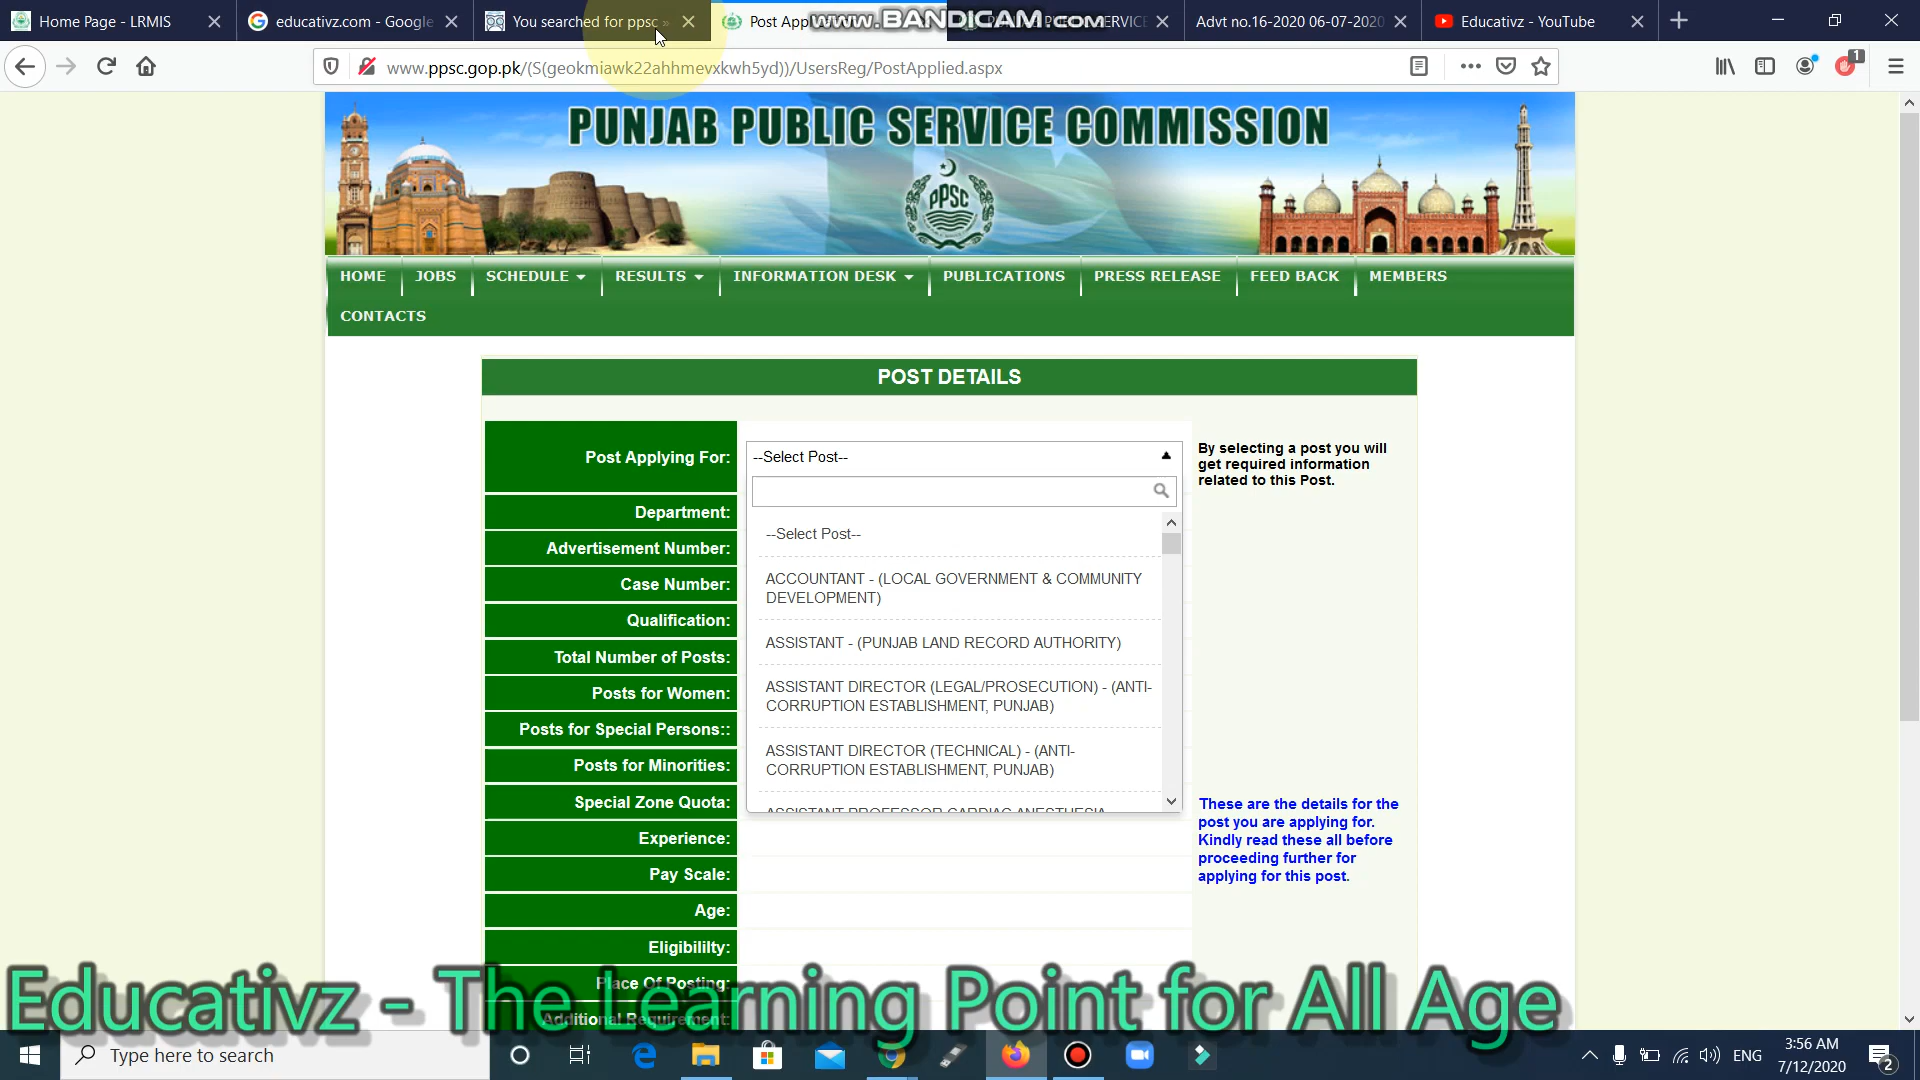 Home Page - LRMIS
educativz.com - Google
You searched for ppsc »
Post App
www.BANDICAM.com
Advt no.16-2020 06-07-2020
Educativz - YouTube
www.ppsc.gop.pk/(S(geokmiawk22ahhmevxkwh5yd))/UsersReg/PostApplied.aspx
1
PUNJAB PUBLIC SERVICE COMMISSION
PPSC
HOME
JOBS
SCHEDULE
RESULTS
INFORMATION DESK
PUBLICATIONS
PRESS RELEASE
FEED BACK
MEMBERS
CONTACTS
POST DETAILS
Post Applying For:
--Select Post--
By selecting a post you will
get required information
related to this Post.
Department:
Advertisement Number:
Case Number:
Qualification:
Total Number of Posts:
Posts for Women:
Posts for Special Persons::
Posts for Minorities:
Special Zone Quota:
Experience:
Pay Scale:
Age:
Eligibililty:
Place Of Posting:
Additional Requirement:
--Select Post--
ACCOUNTANT - (LOCAL GOVERNMENT & COMMUNITY
DEVELOPMENT)
ASSISTANT - (PUNJAB LAND RECORD AUTHORITY)
ASSISTANT DIRECTOR (LEGAL/PROSECUTION) - (ANTI-
CORRUPTION ESTABLISHMENT, PUNJAB)
ASSISTANT DIRECTOR (TECHNICAL) - (ANTI-
CORRUPTION ESTABLISHMENT, PUNJAB)
ASSISTANT PROFESSOR CARDIAC ANESTHESIA
These are the details for the
post you are applying for.
Kindly read these all before
proceeding further for
applying for this post.
Educativz - The Learning Point for All Age
Type here to search
ENG
3:56 AM
7/12/2020
2